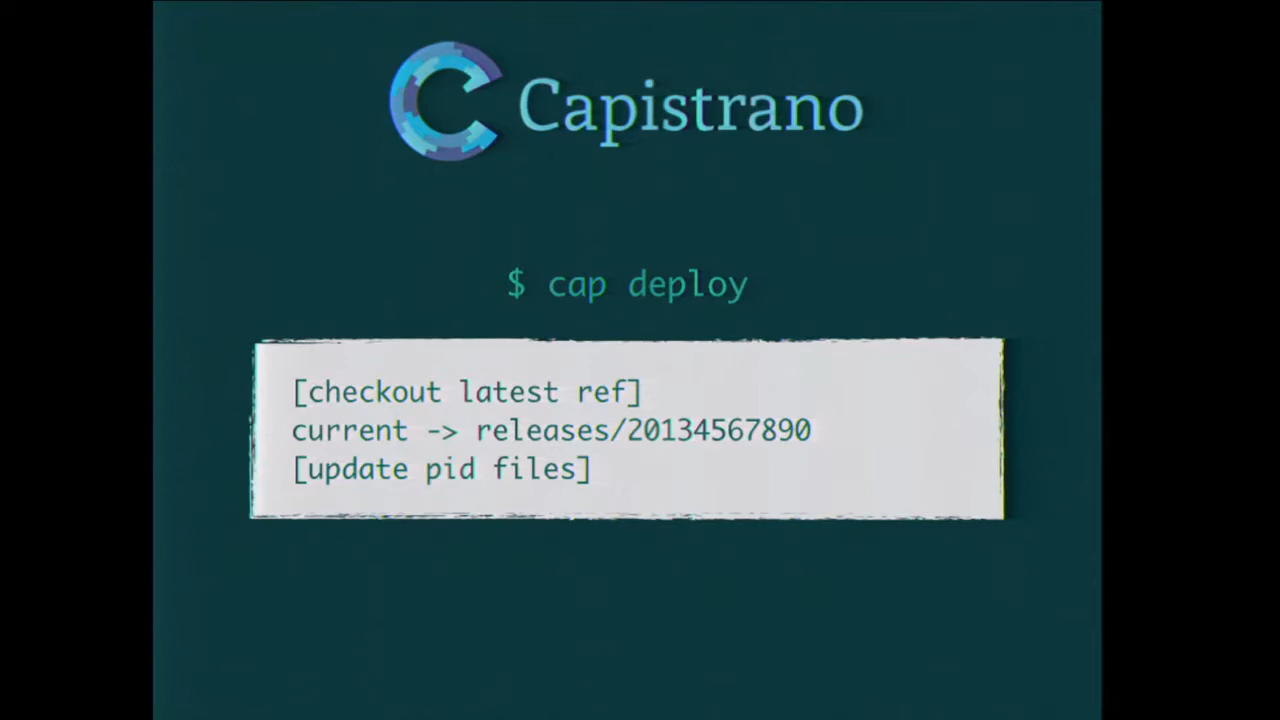 Capistrano
$ cap deploy
[checkout latest ref]
current -> releases/20134567890
[update pid files]